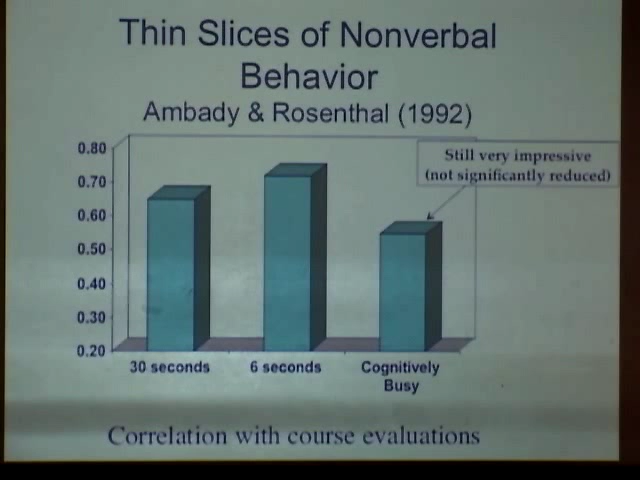 Thin Slices of Nonverbal
Behavior
Ambady & Rosenthal (1992)
Still very impressive
(not significantly reduced)
0.80
0.70
0.60
0.50
0.40
0.30
0.20
30 seconds
6 seconds
Cognitively
Busy
Correlation with course evaluations